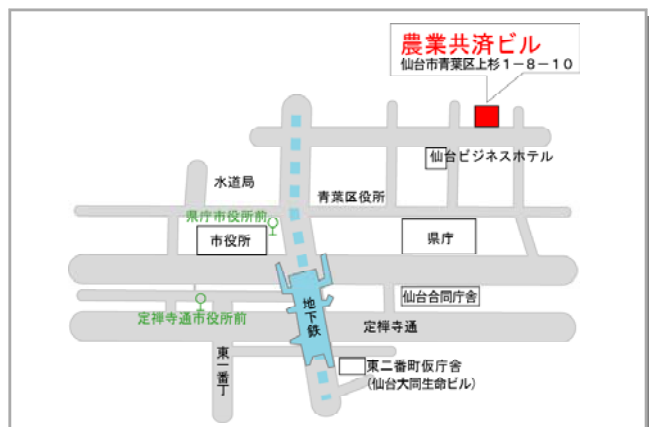 農業共済ビル
仙台市青葉区上杉1－8－10
仙台ビジネスホテル
水道局
青葉区役所
県庁市役所前
市役所
県庁
仙台合同庁舎
地下鉄
定禅寺通市役所前
定禅寺通
東一番丁
東二番町仮庁舎
(仙台大同生命ビル)